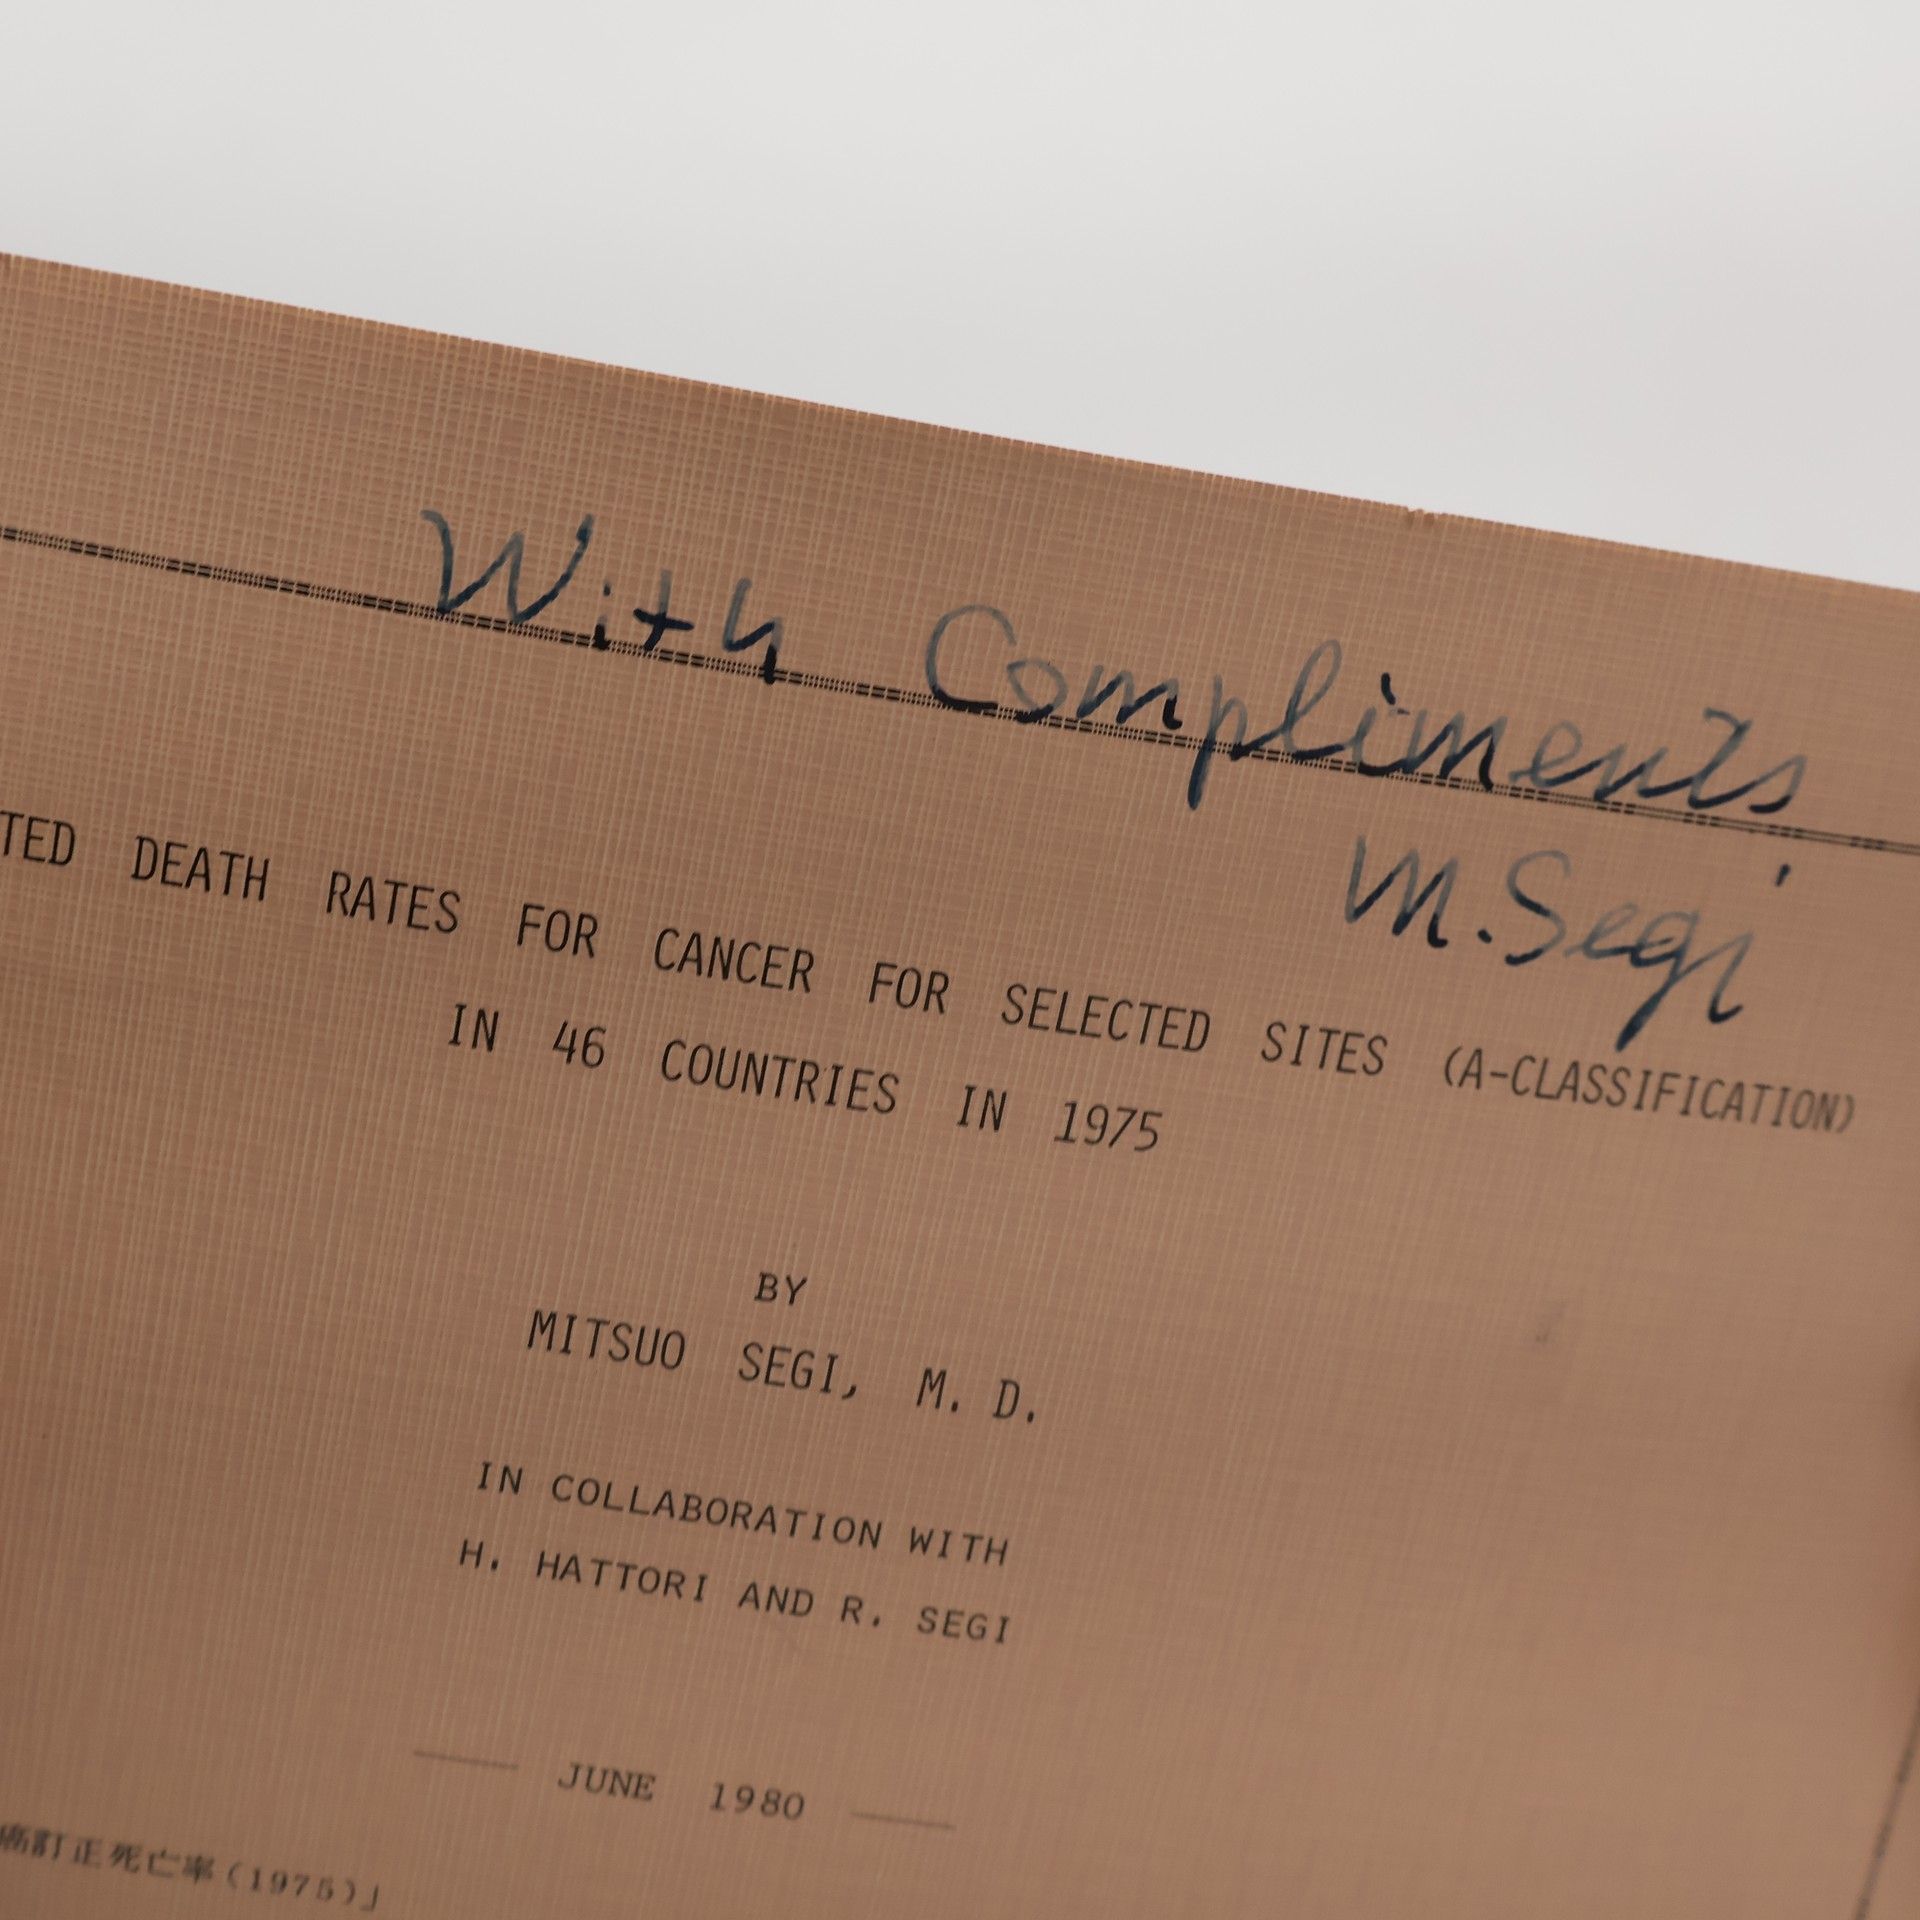 With Compliments
M. Segi
TED DEATH RATES FOR CANCER FOR SELECTED SITES (A-CLASSIFICATION)
IN 46 COUNTRIES IN 1975
BY
MITSUO SEGI, M. D.
IN COLLABORATION WITH
H. HATTORI AND R. SEGI
JUNE 1980
訂正死亡率(1975)」